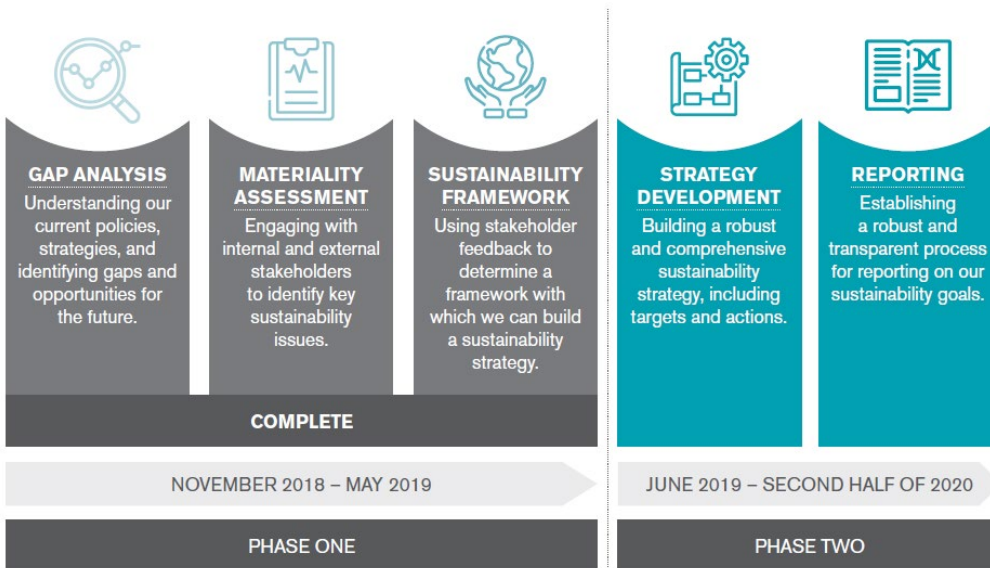 GAP ANALYSIS
Understanding our
current policies,
strategies, and
identifying gaps and
opportunities for
the future.
MATERIALITY
ASSESSMENT
Engaging with
internal and external
stakeholders
to identify key
sustainability
issues.
SUSTAINABILITY
FRAMEWORK
Using stakeholder
feedback to
determine a
framework with
which we can build
a sustainability
strategy.
STRATEGY
DEVELOPMENT
Building a robust
and comprehensive
sustainability
strategy, including
targets and actions.
REPORTING
Establishing
a robust and
transparent process
for reporting on our
sustainability goals.
COMPLETE
NOVEMBER 2018 – MAY 2019
JUNE 2019 – SECOND HALF OF 2020
PHASE ONE
PHASE TWO